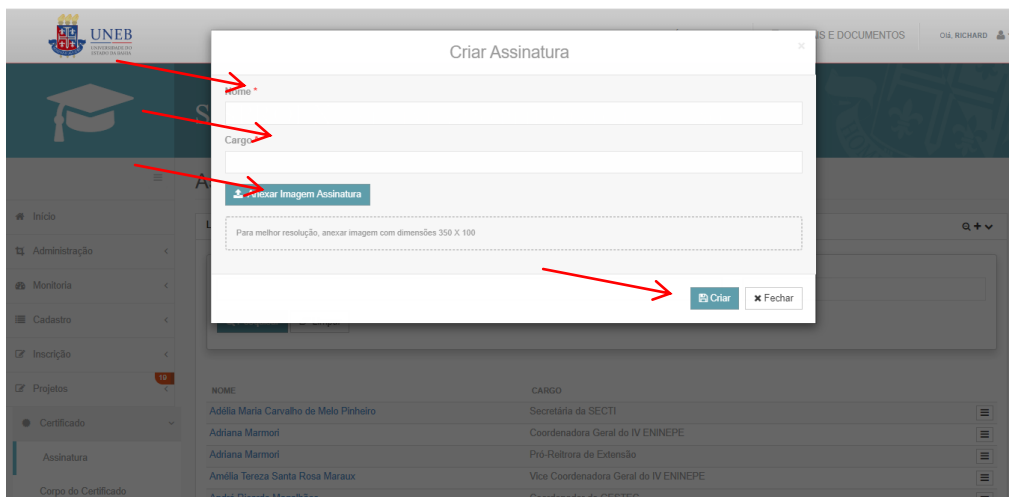 UNEB
UNIVERSIDADE DO
ESTADO DA BAHIA
S E DOCUMENTOS
Olá, RICHARD
Criar Assinatura
×
Nome *
Cargo *
Anexar Imagem Assinatura
Para melhor resolução, anexar imagem com dimensões 350 X 100
Criar
Fechar
Início
Administração
Monitoria
Cadastro
Inscrição
Projetos
10
Certificado
Assinatura
Corpo do Certificado
NOME CARGO
Adélia Maria Carvalho de Melo Pinheiro Secretária da SECTI
Adriana Marmori Coordenadora Geral do IV ENINEPE
Adriana Marmori Pró-Reitrora de Extensão
Amélia Tereza Santa Rosa Maraux Vice Coordenadora Geral do IV ENINEPE